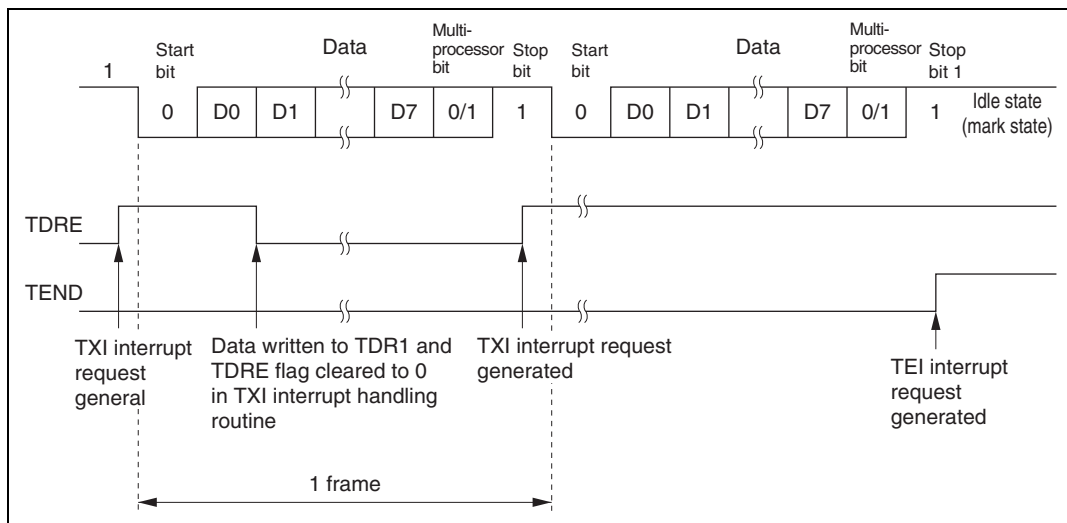 1
Start bit
Data
Multi-processor bit
Stop bit
Start bit
Data
Multi-processor bit
Stop bit 1
0 D0 D1 D7 0/1 1 0 D0 D1 D7 0/1 1
Idle state (mark state)
TDRE
TEND
TXI interrupt
request
general
Data written to TDR1 and
TDRE flag cleared to 0
in TXI interrupt handling
routine
TXI interrupt request
generated
TEI interrupt
request
generated
1 frame